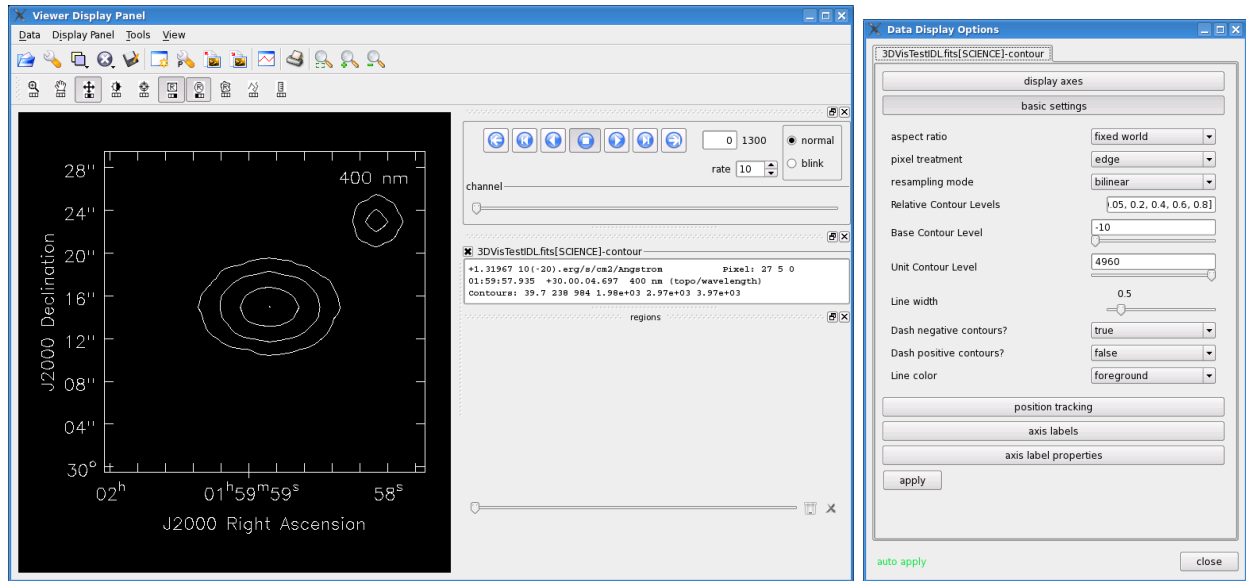 Viewer Display Panel
Data Display Panel Tools View
28''
24''
20''
16''
12''
08''
04''
30°
400 nm
J2000 Declination
02h 01h59m59s 58s
J2000 Right Ascension
0 1300
normal
rate 10
blink
channel
3DVisTestIDL.fits[SCIENCE]-contour
+1.31967 10(-20).erg/s/cm2/Angstrom Pixel: 27 5 0
01:59:57.935 +30.00.04.697 400 nm (topo/wavelength)
Contours: 39.7 238 984 1.98e+03 2.97e+03 3.97e+03
regions
Data Display Options
3DVisTestIDL.fits[SCIENCE]-contour
display axes
basic settings
aspect ratio fixed world
pixel treatment edge
resampling mode bilinear
Relative Contour Levels .05, 0.2, 0.4, 0.6, 0.8]
Base Contour Level -10
Unit Contour Level 4960
Line width 0.5
Dash negative contours? true
Dash positive contours? false
Line color foreground
position tracking
axis labels
axis label properties
apply
auto apply
close